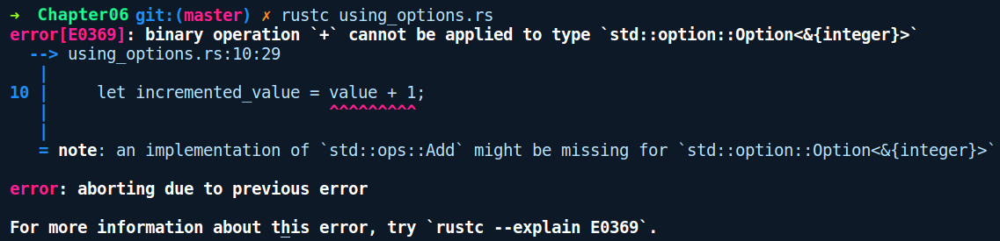 ➜  Chapter06 git:(master) ✗ rustc using_options.rs
error[E0369]: binary operation `+` cannot be applied to type `std::option::Option<&{integer}>`
  --> using_options.rs:10:29
   |
10 |     let incremented_value = value + 1;
   |                             ^^^^^^^^^
   |
   = note: an implementation of `std::ops::Add` might be missing for `std::option::Option<&{integer}>`
error: aborting due to previous error
For more information about this error, try `rustc --explain E0369`.